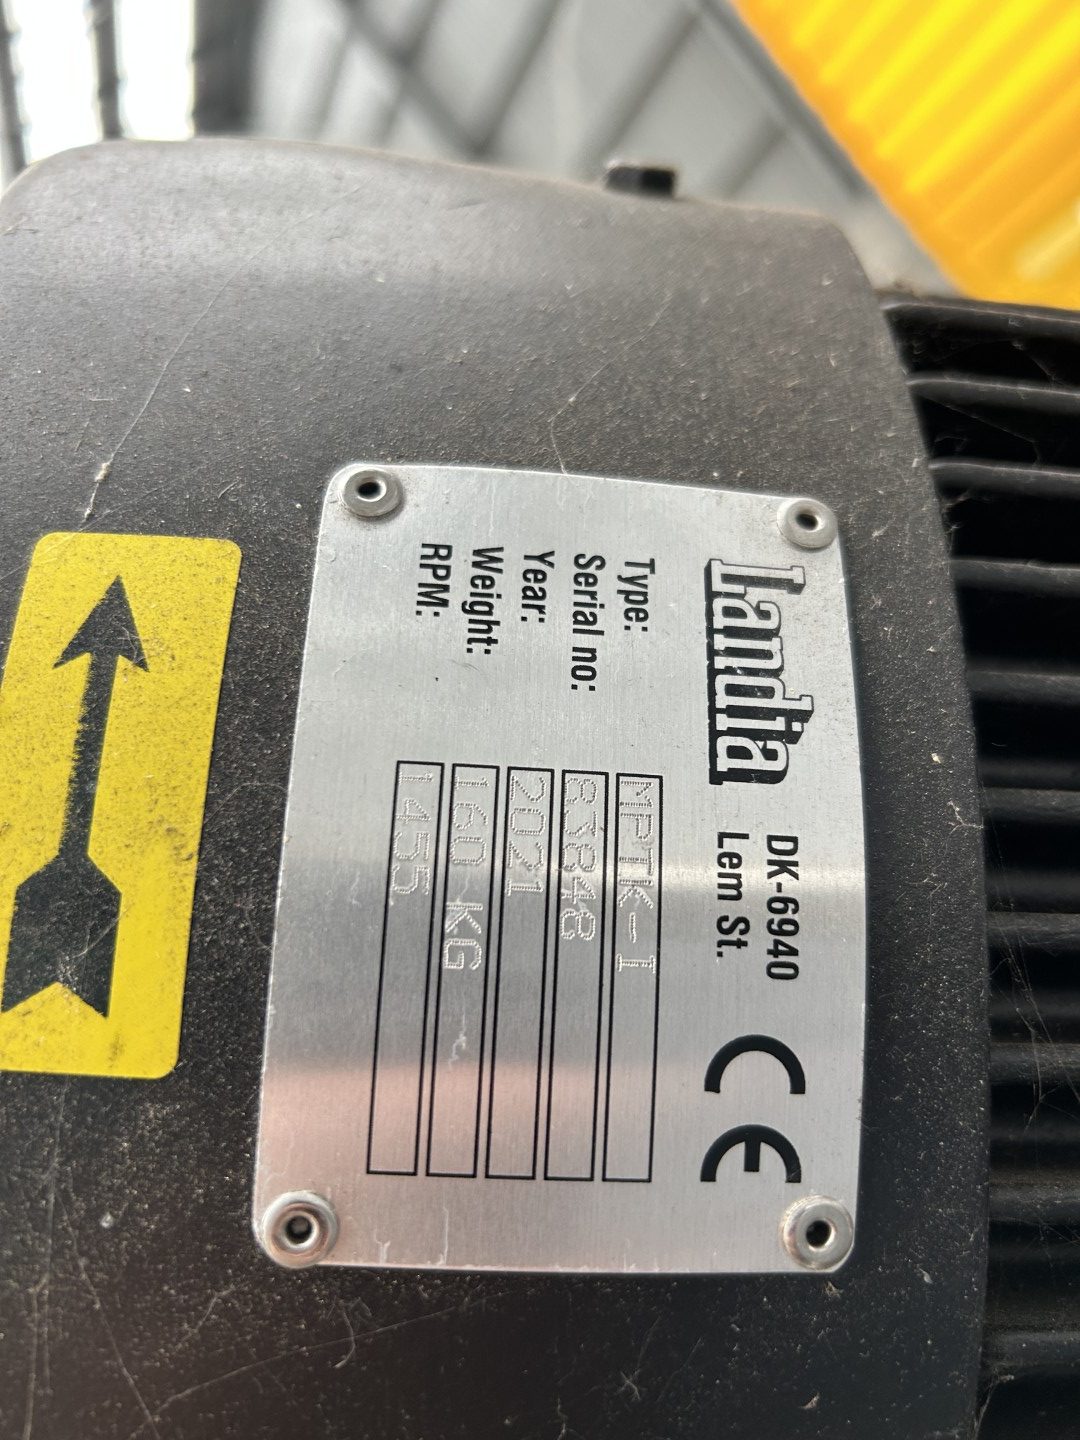 Landia
DK-6940
Lem St.
CE
Type: MPTK-I
Serial no: 83848
Year: 2021
Weight: 160 KG
RPM: 1455